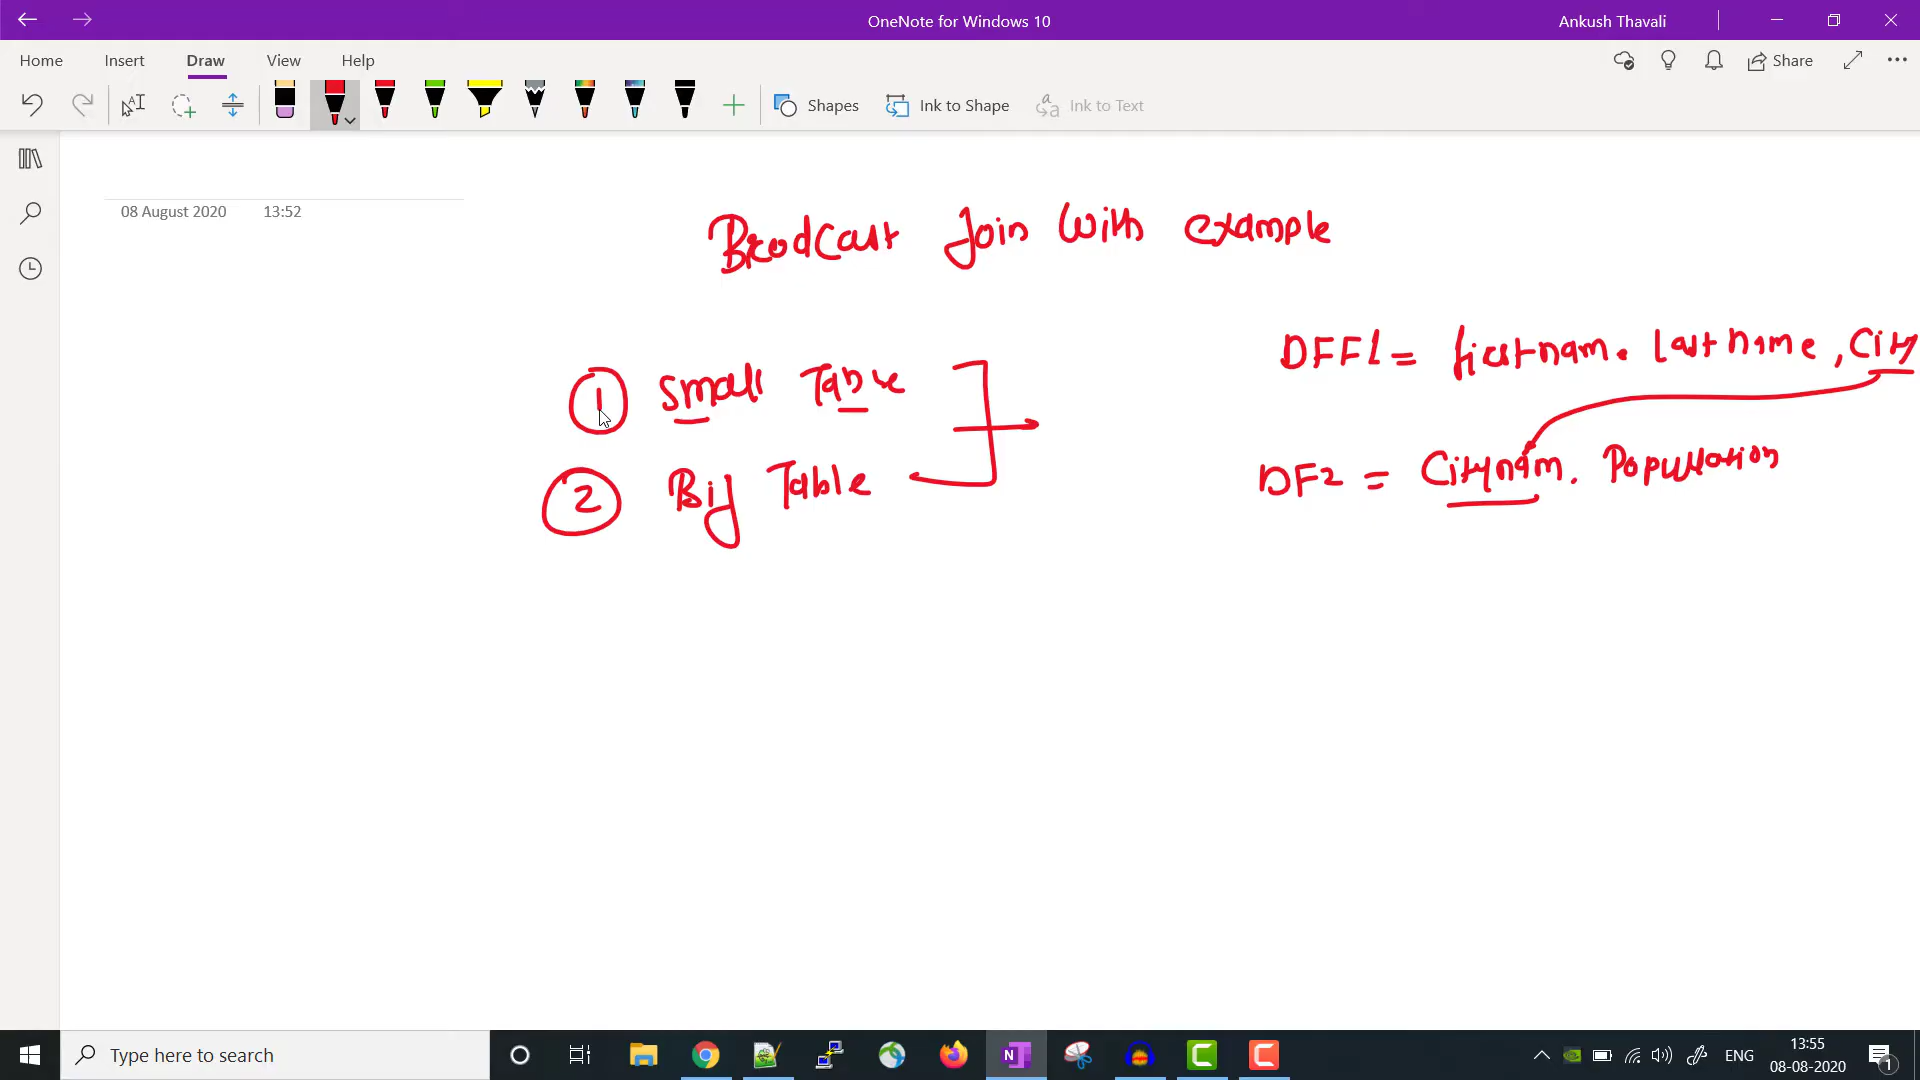 OneNote for Windows 10
Ankush Thavali
Home Insert Draw View Help
Share
Shapes Ink to Shape Ink to Text
08 August 2020 13:52
Brodcast Join With example
① Small Table
② Big Table
DFF1 = firstnam. lastname, City
DF2 = Citynam. Population
Type here to search
ENG
13:55
08-08-2020
1